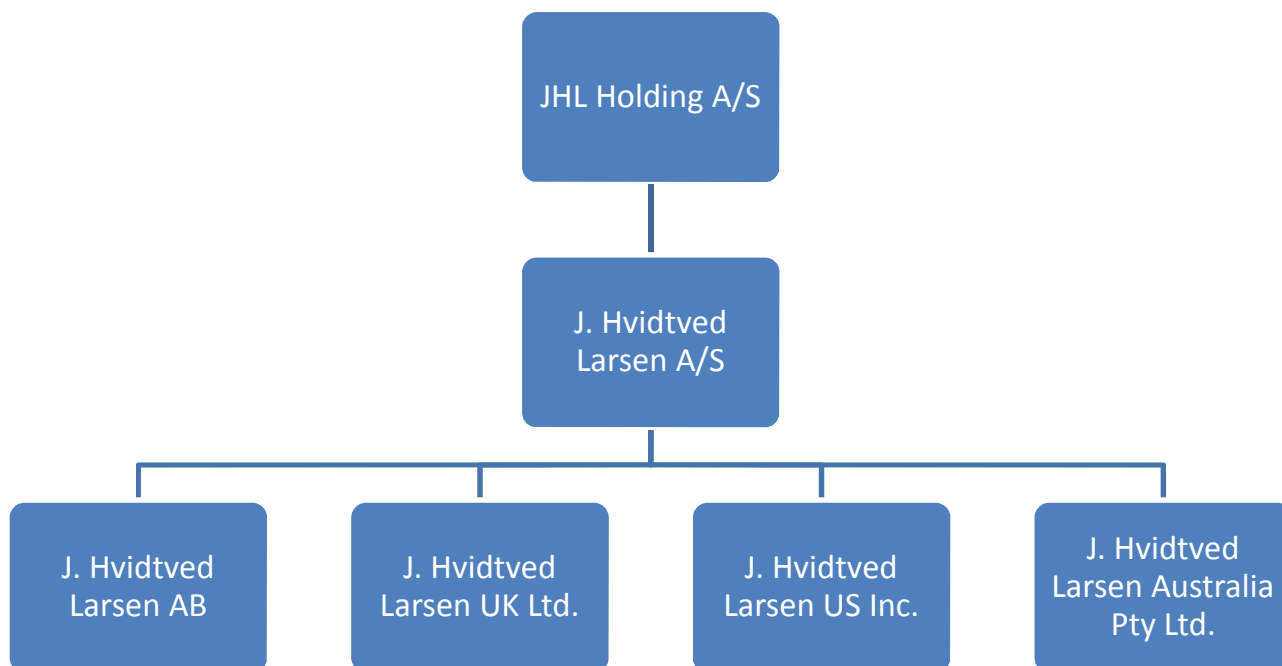 JHL Holding A/S
J. Hvidtved
Larsen A/S
J. Hvidtved
Larsen AB
J. Hvidtved
Larsen UK Ltd.
J. Hvidtved
Larsen US Inc.
J. Hvidtved
Larsen Australia
Pty Ltd.